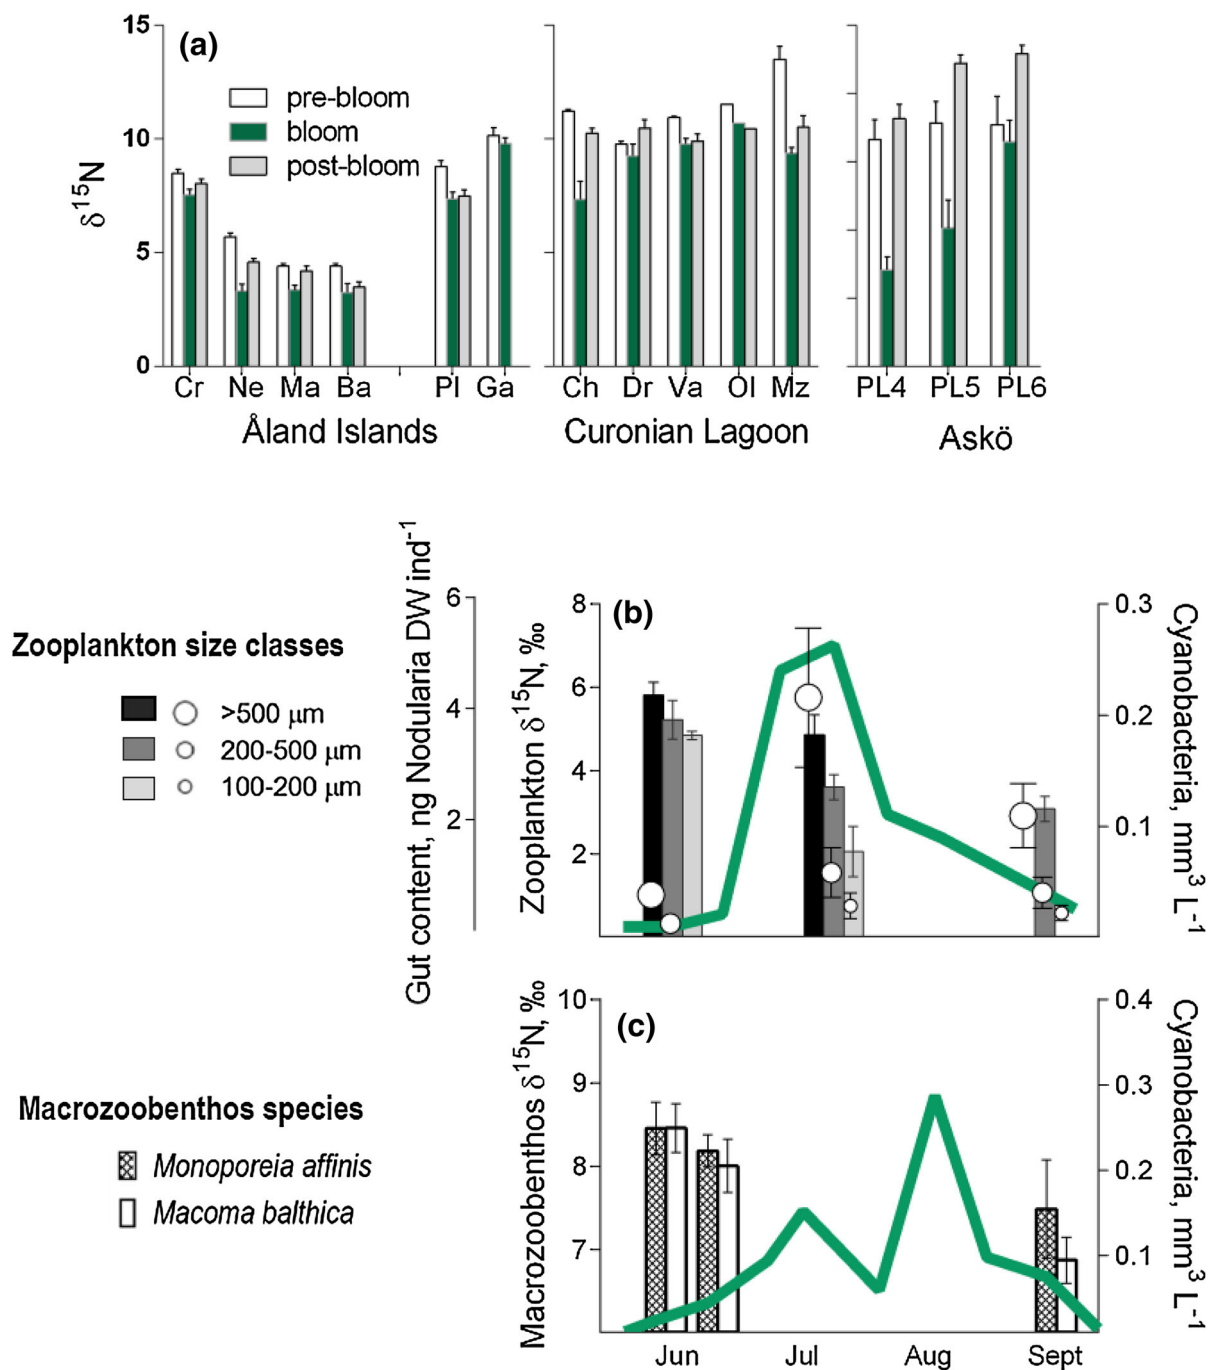 (a)
δ15N
15
10
5
0
pre-bloom
bloom
post-bloom
Cr Ne Ma Ba Pl Ga Ch Dr Va Ol Mz PL4 PL5 PL6
Åland Islands Curonian Lagoon Askö
Zooplankton size classes
>500 μm
200-500 μm
100-200 μm
Gut content, ng Nodularia DW ind-1
6
4
2
Zooplankton δ15N, ‰
8
6
4
2
(b)
0.3
0.2
0.1
Cyanobacteria, mm3 L-1
Macrozoobenthos species
Monoporeia affinis
Macoma balthica
Macrozoobenthos δ15N, ‰
10
9
8
7
(c)
0.4
0.3
0.2
0.1
Cyanobacteria, mm3 L-1
Jun Jul Aug Sept